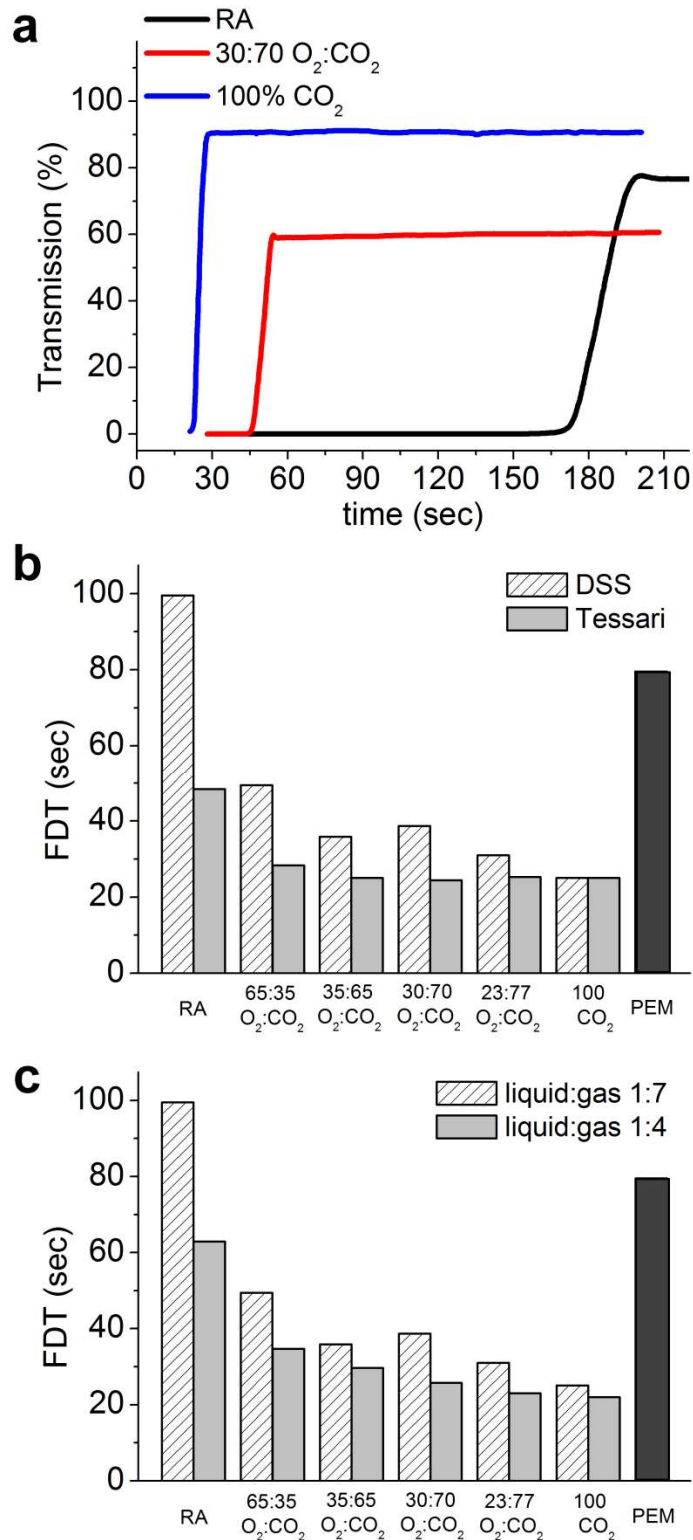 a
RA
30:70 O₂:CO₂
100% CO₂
Transmission (%)
100
80
60
40
20
0
0 30 60 90 120 150 180 210
time (sec)
b
DSS
Tessari
FDT (sec)
100
80
60
40
20
0
RA 65:35 O₂:CO₂ 35:65 O₂:CO₂ 30:70 O₂:CO₂ 23:77 O₂:CO₂ 100 CO₂ PEM
c
liquid:gas 1:7
liquid:gas 1:4
FDT (sec)
100
80
60
40
20
0
RA 65:35 O₂:CO₂ 35:65 O₂:CO₂ 30:70 O₂:CO₂ 23:77 O₂:CO₂ 100 CO₂ PEM